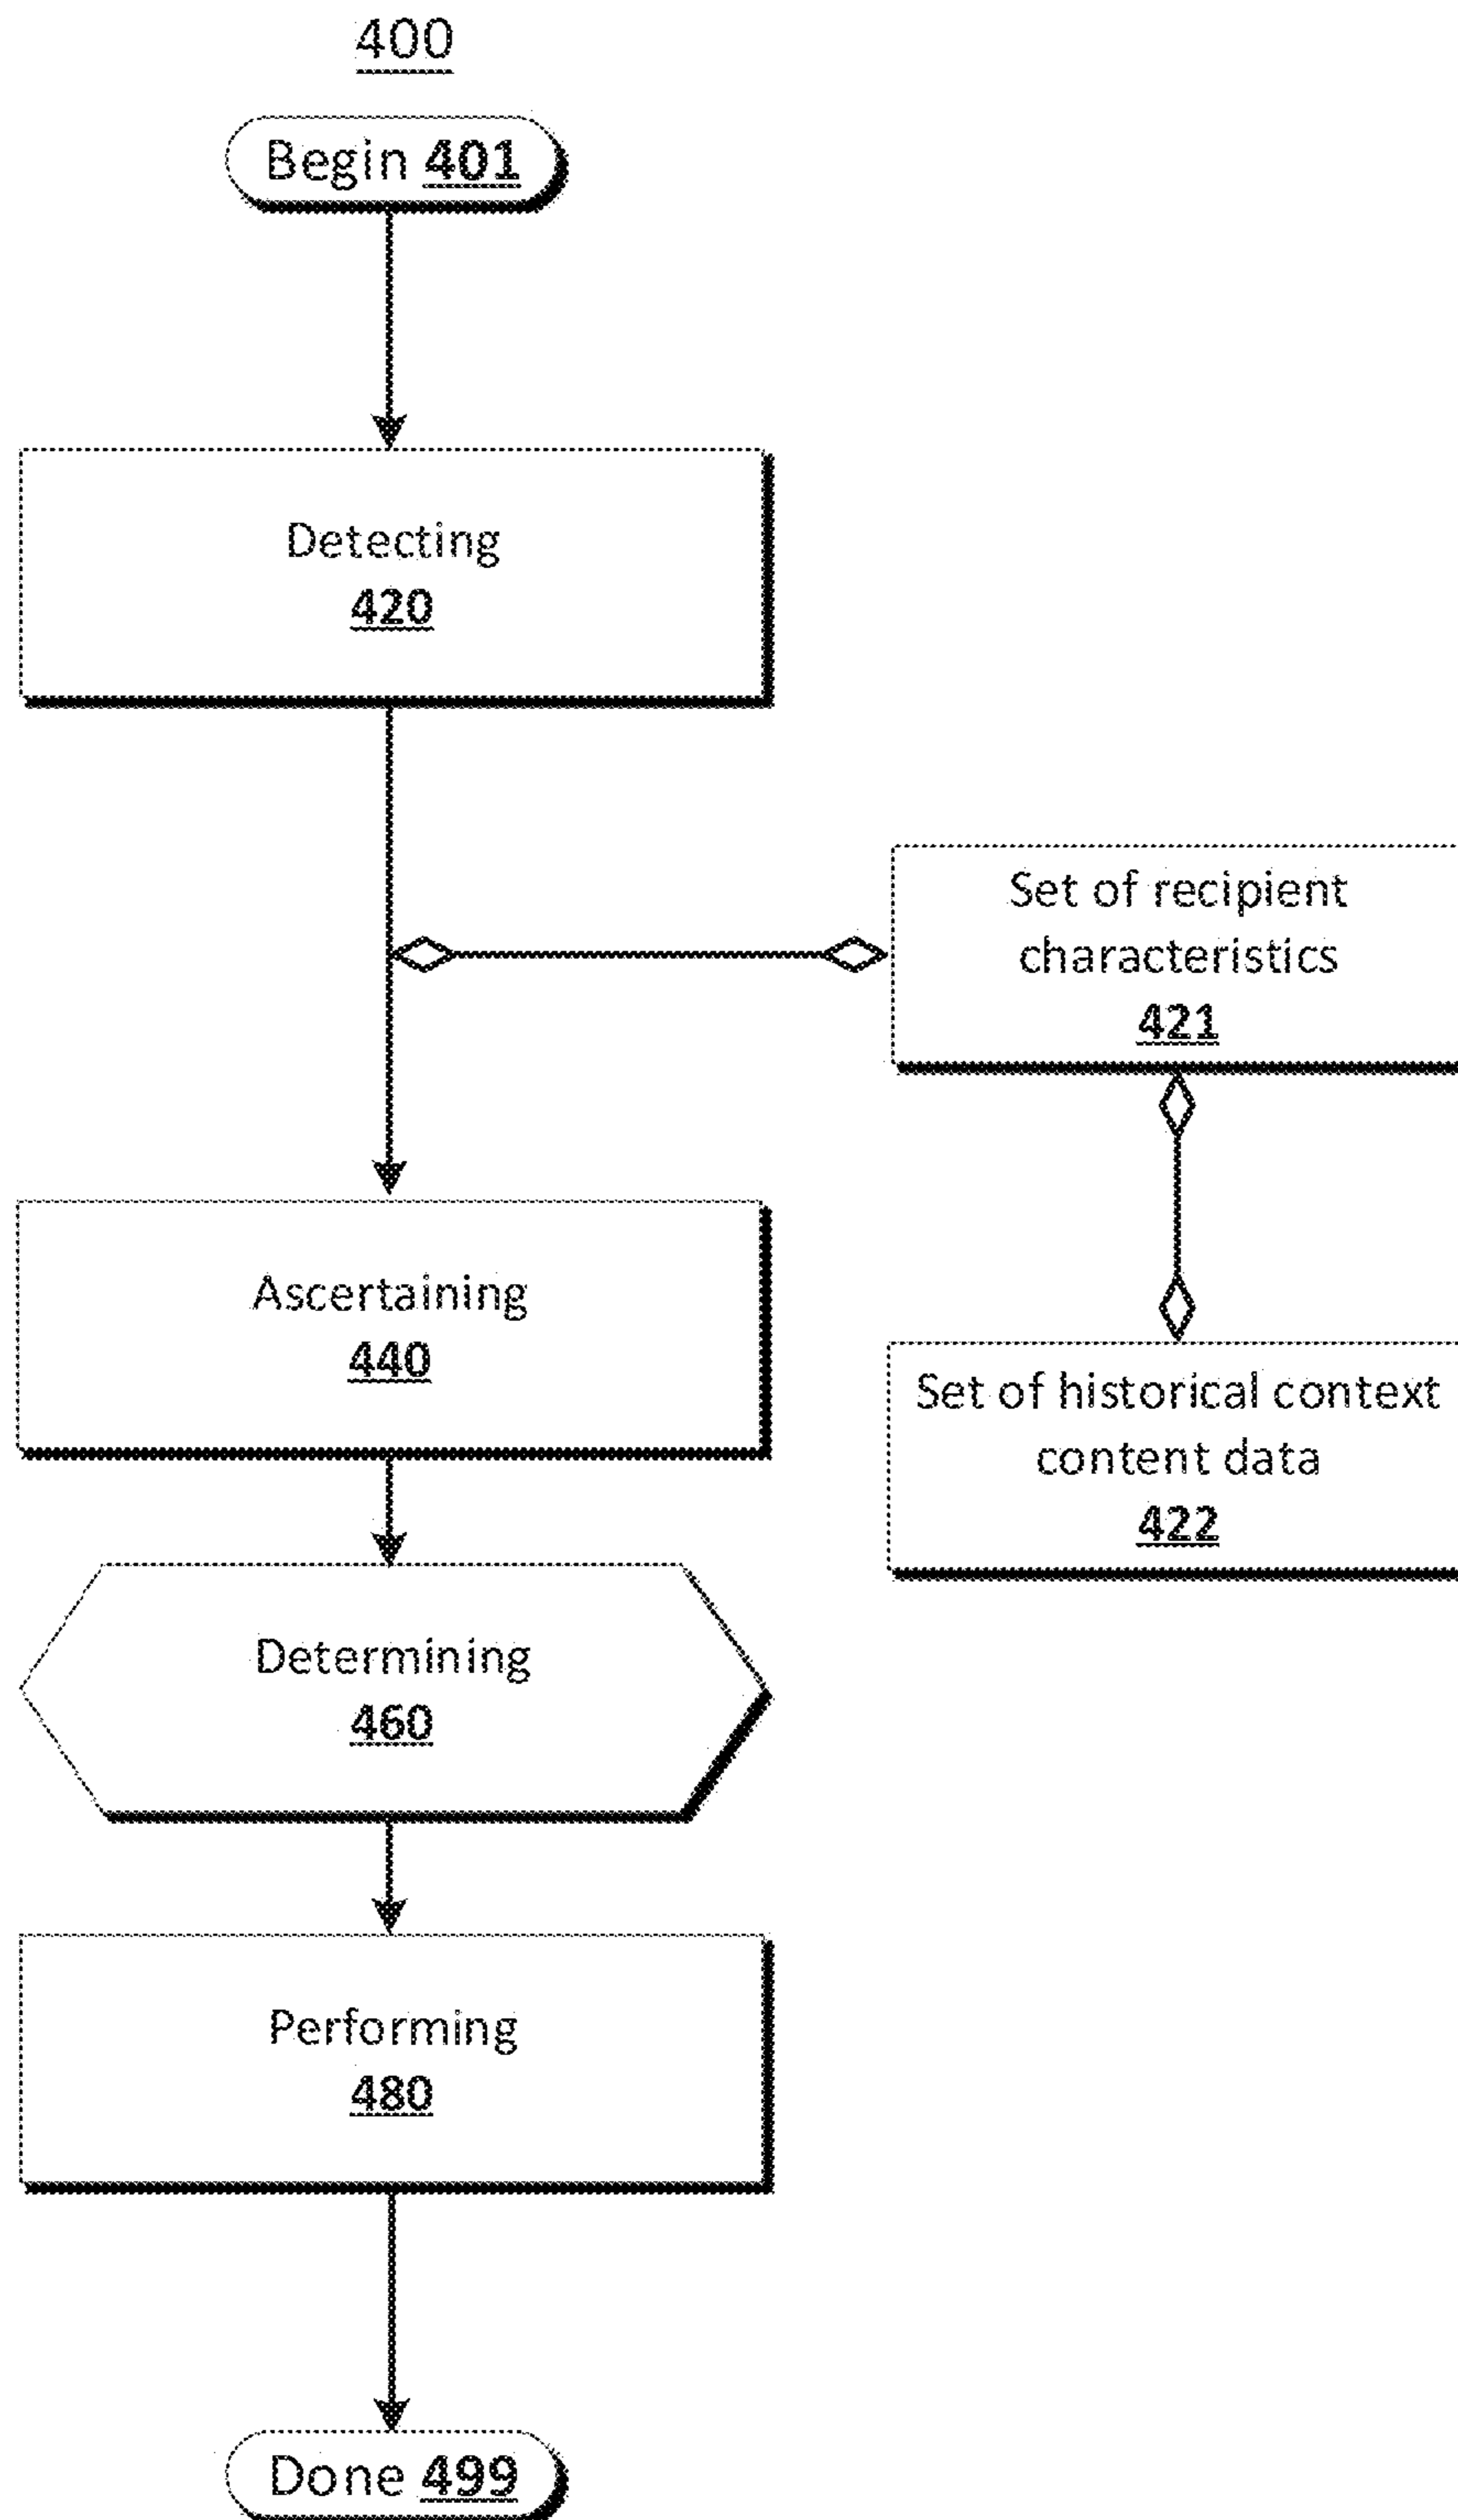 400
Begin 401
Detecting
420
Set of recipient
characteristics
421
Ascertaining
440
Set of historical context
content data
422
Determining
460
Performing
480
Done 499